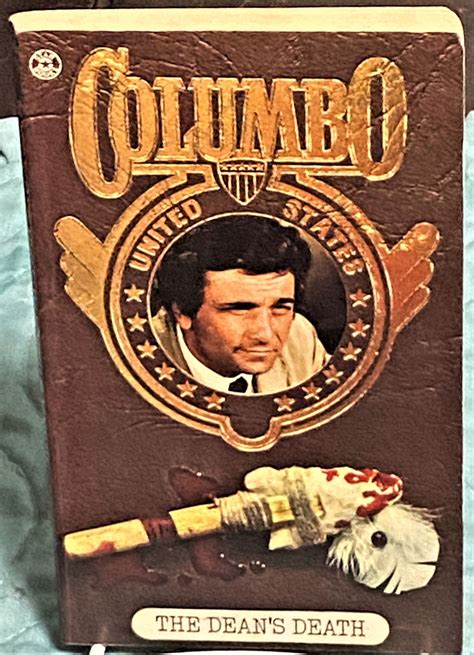 COLUMBO
UNITED STATES
THE DEAN'S DEATH